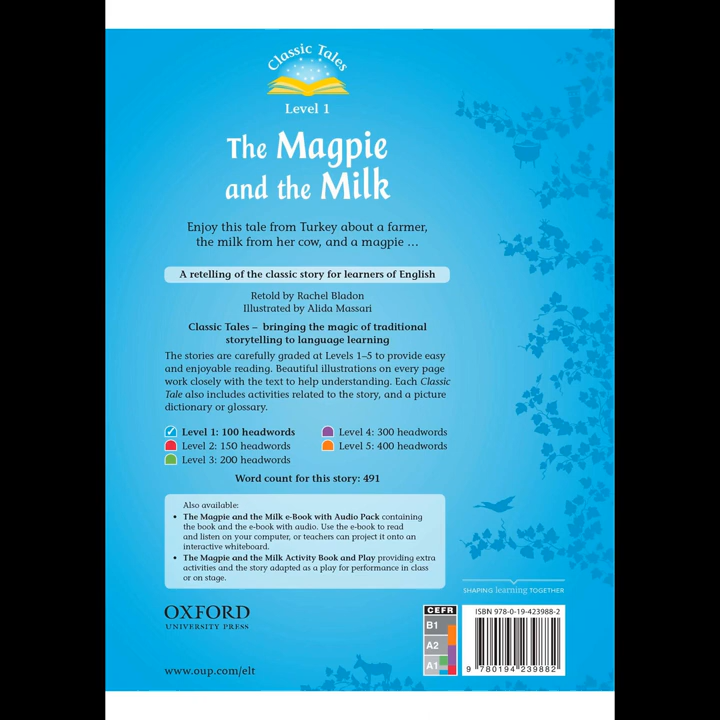 Classic Tales
Level 1
The Magpie
and the Milk
Enjoy this tale from Turkey about a farmer,
the milk from her cow, and a magpie …
A retelling of the classic story for learners of English
Retold by Rachel Bladon
Illustrated by Alida Massari
Classic Tales – bringing the magic of traditional
storytelling to language learning
The stories are carefully graded at Levels 1–5 to provide easy
and enjoyable reading. Beautiful illustrations on every page
work closely with the text to help understanding. Each Classic
Tale also includes activities related to the story, and a picture
dictionary or glossary.
Level 1: 100 headwords
Level 2: 150 headwords
Level 3: 200 headwords
Level 4: 300 headwords
Level 5: 400 headwords
Word count for this story: 491
Also available:
• The Magpie and the Milk e-Book with Audio Pack containing
the book and the e-book with audio. Use the e-book to read
and listen on your computer, or teachers can project it onto an
interactive whiteboard.
• The Magpie and the Milk Activity Book and Play providing extra
activities and the story adapted as a play for performance in class
or on stage.
SHAPING learning TOGETHER
OXFORD
UNIVERSITY PRESS
www.oup.com/elt
CEFR
B1
A2
A1
ISBN 978-0-19-423988-2
9 780194 239882